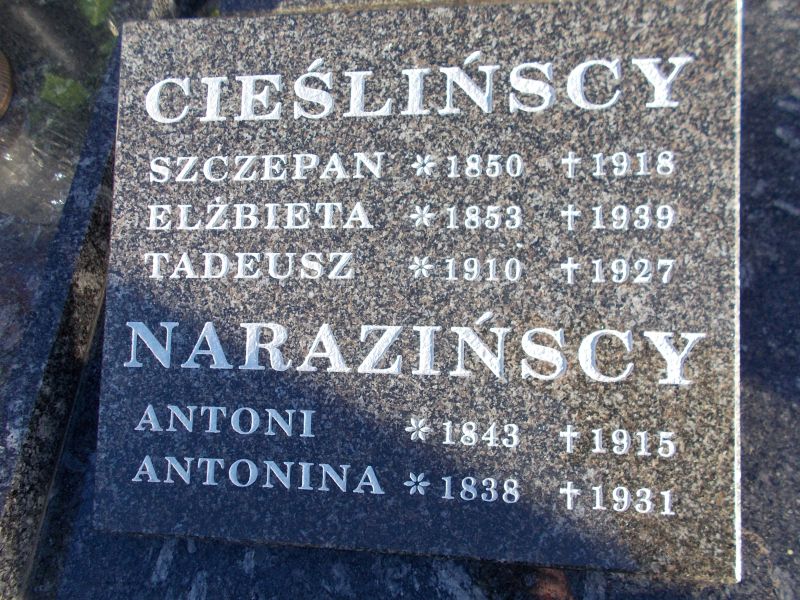 CIEŚLIŃSCY
SZCZEPAN ✲ 1850 † 1918
ELŻBIETA ✲ 1853 † 1939
TADEUSZ ✲ 1910 † 1927
NARAZIŃSCY
ANTONI ✲ 1843 † 1915
ANTONINA ✲ 1838 † 1931